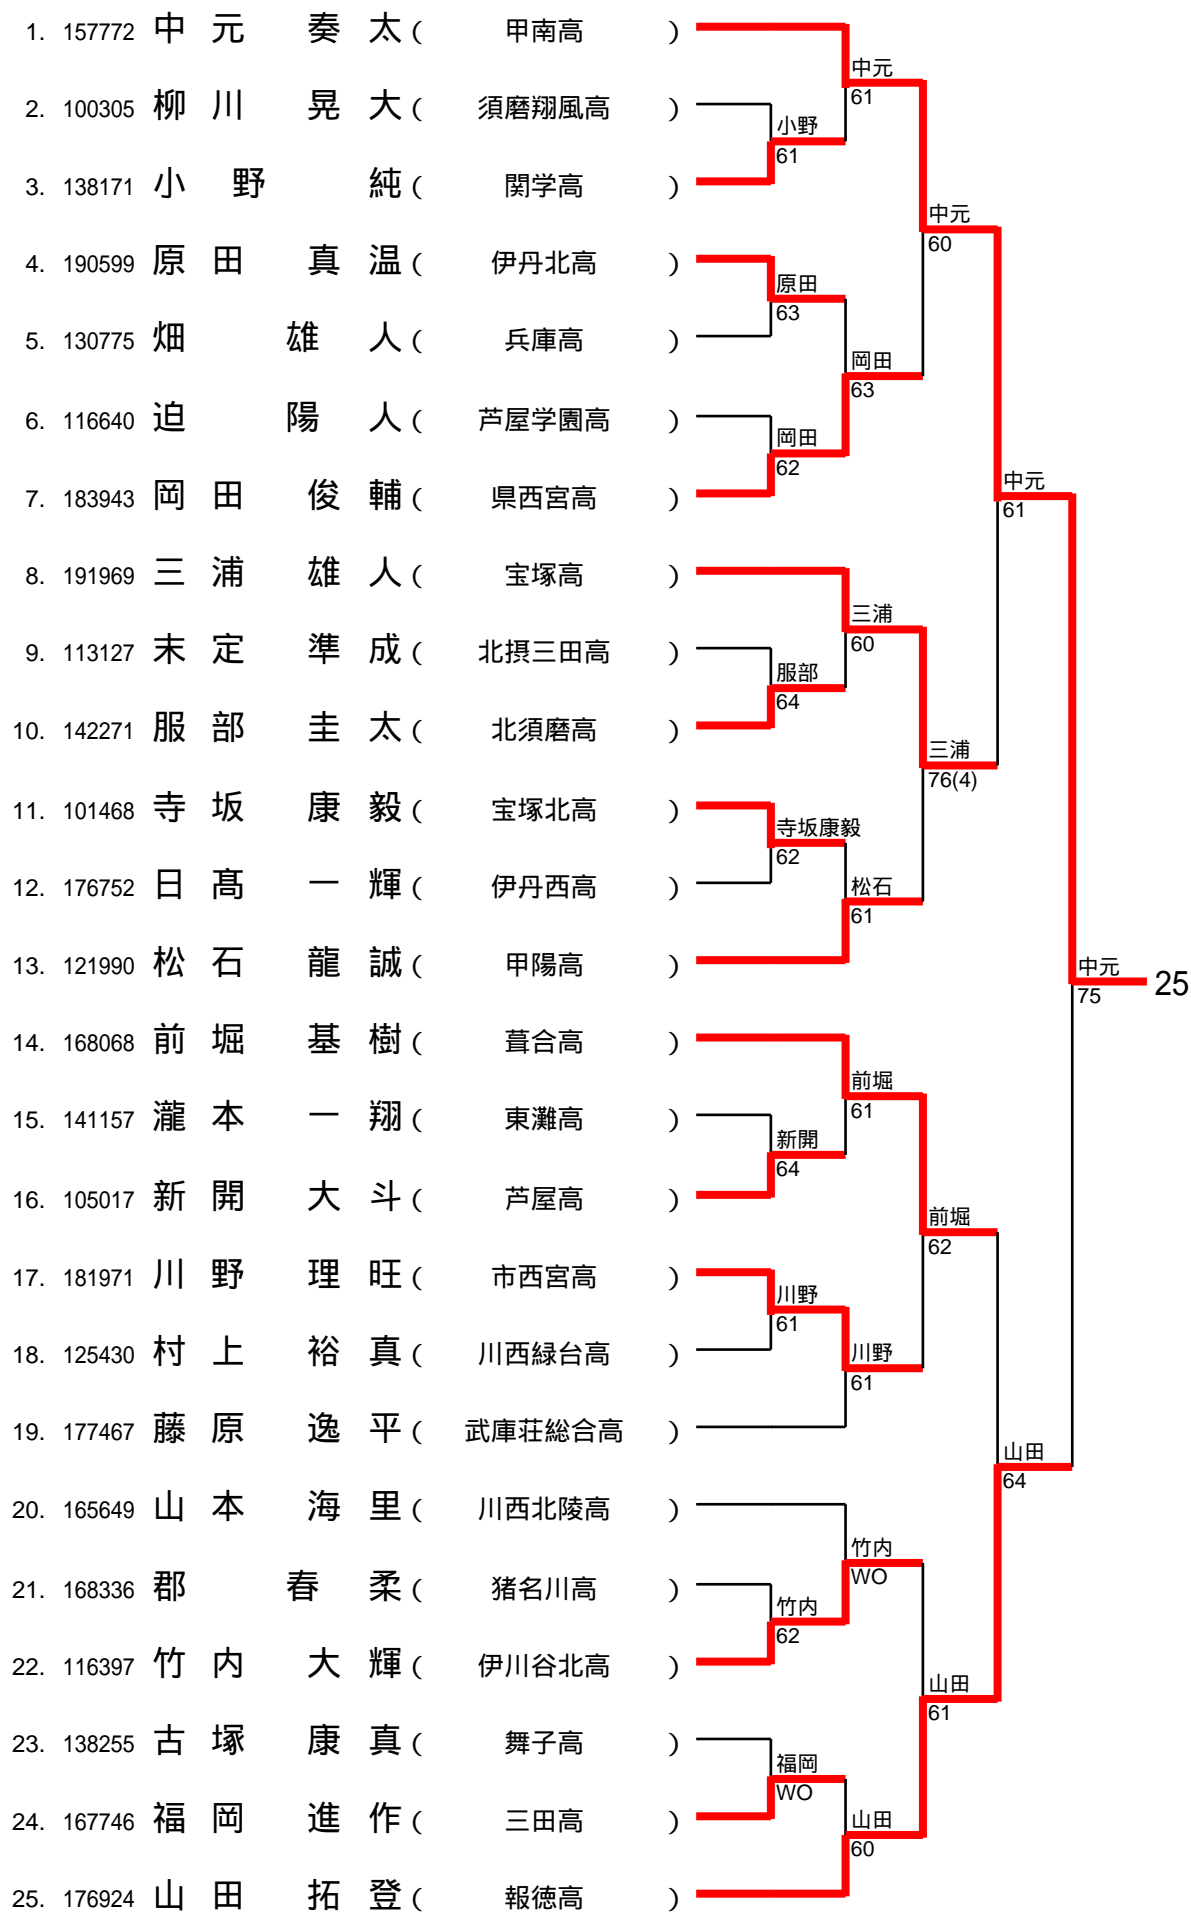 1. 157772 中元 奏太 ( 甲南高 )
中元
61
2. 100305 柳川 晃大 ( 須磨翔風高 )
小野
61
3. 138171 小野 純 ( 関学高 )
中元
60
4. 190599 原田 真温 ( 伊丹北高 )
原田
63
5. 130775 畑 雄人 ( 兵庫高 )
岡田
63
6. 116640 迫 陽人 ( 芦屋学園高 )
岡田
62
7. 183943 岡田 俊輔 ( 県西宮高 )
中元
61
8. 191969 三浦 雄人 ( 宝塚高 )
三浦
60
9. 113127 末定 準成 ( 北摂三田高 )
服部
64
10. 142271 服部 圭太 ( 北須磨高 )
三浦
76(4)
11. 101468 寺坂 康毅 ( 宝塚北高 )
寺坂康毅
62
12. 176752 日髙 一輝 ( 伊丹西高 )
松石
61
13. 121990 松石 龍誠 ( 甲陽高 )
中元
75
25
14. 168068 前堀 基樹 ( 葺合高 )
前堀
61
15. 141157 瀧本 一翔 ( 東灘高 )
新開
64
16. 105017 新開 大斗 ( 芦屋高 )
前堀
62
17. 181971 川野 理旺 ( 市西宮高 )
川野
61
18. 125430 村上 裕真 ( 川西緑台高 )
川野
61
19. 177467 藤原 逸平 ( 武庫荘総合高 )
山田
64
20. 165649 山本 海里 ( 川西北陵高 )
竹内
WO
21. 168336 郡 春柔 ( 猪名川高 )
竹内
62
22. 116397 竹内 大輝 ( 伊川谷北高 )
山田
61
23. 138255 古塚 康真 ( 舞子高 )
福岡
WO
24. 167746 福岡 進作 ( 三田高 )
山田
60
25. 176924 山田 拓登 ( 報徳高 )